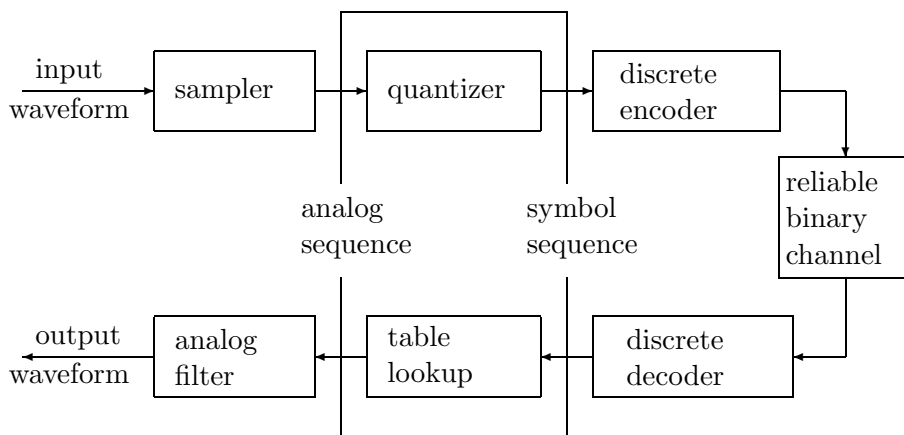 input
waveform
sampler
quantizer
discrete
encoder
reliable
binary
channel
analog
sequence
symbol
sequence
output
waveform
analog
filter
table
lookup
discrete
decoder